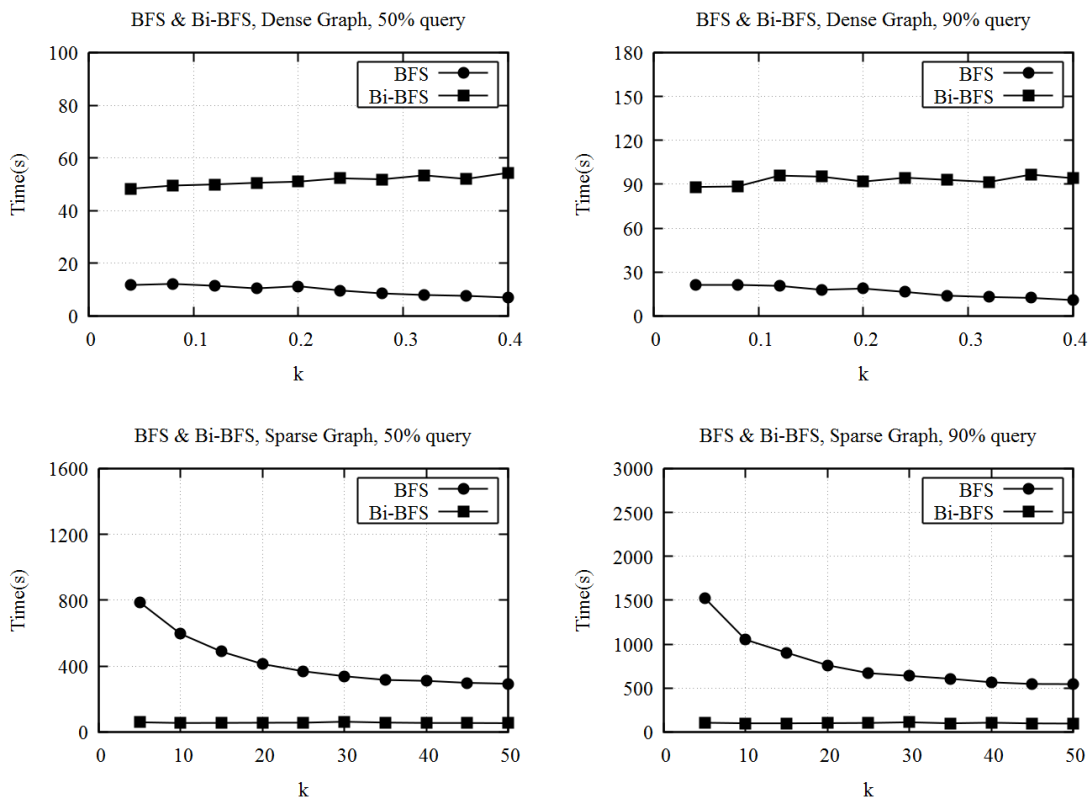 BFS & Bi-BFS, Dense Graph, 50% query
100
80
60
40
20
0
Time(s)
BFS
Bi-BFS
0 0.1 0.2 0.3 0.4
k
BFS & Bi-BFS, Dense Graph, 90% query
180
150
120
90
60
30
0
Time(s)
BFS
Bi-BFS
0 0.1 0.2 0.3 0.4
k
BFS & Bi-BFS, Sparse Graph, 50% query
1600
1200
800
400
0
Time(s)
BFS
Bi-BFS
0 10 20 30 40 50
k
BFS & Bi-BFS, Sparse Graph, 90% query
3000
2500
2000
1500
1000
500
0
Time(s)
BFS
Bi-BFS
0 10 20 30 40 50
k